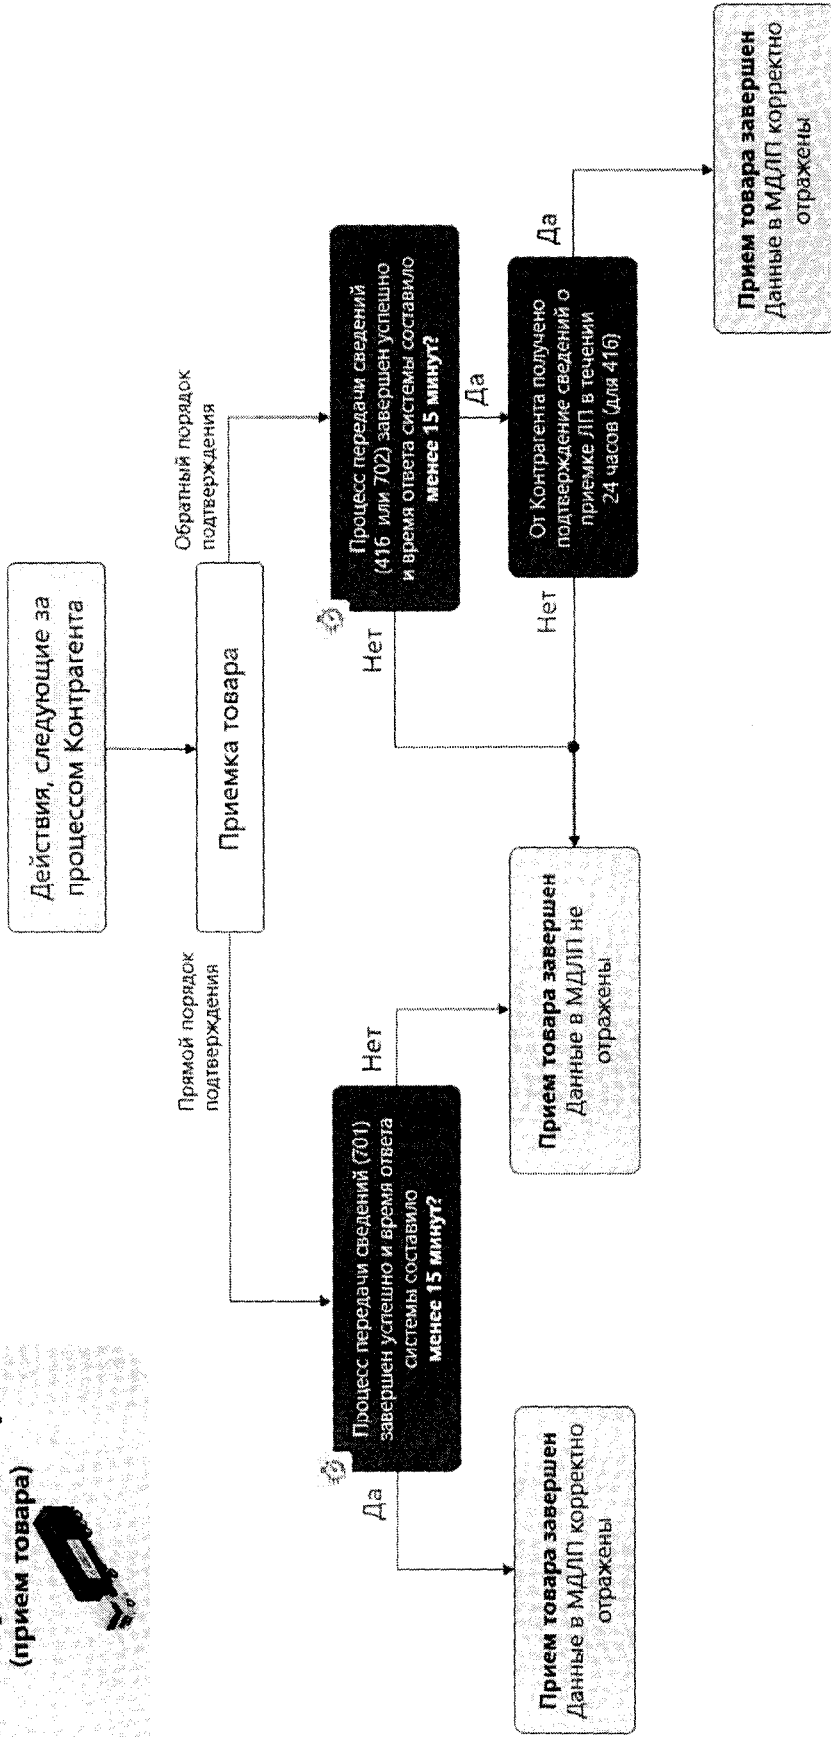 (прием товара)
Действия, следующие за
процессом Контрагента
Приемка товара
Прямой порядок
подтверждения
Обратный порядок
подтверждения
Процесс передачи сведений (701)
завершен успешно и время ответа
системы составило
менее 15 минут?
Да
Нет
Процесс передачи сведений
(416 или 702) завершен успешно
и время ответа системы составило
менее 15 минут?
Нет
Да
От Контрагента получено
подтверждение сведений о
приемке ЛП в течении
24 часов (для 416)
Нет
Да
Прием товара завершен
Данные в МДЛП корректно
отражены
Прием товара завершен
Данные в МДЛП не
отражены
Прием товара завершен
Данные в МДЛП корректно
отражены